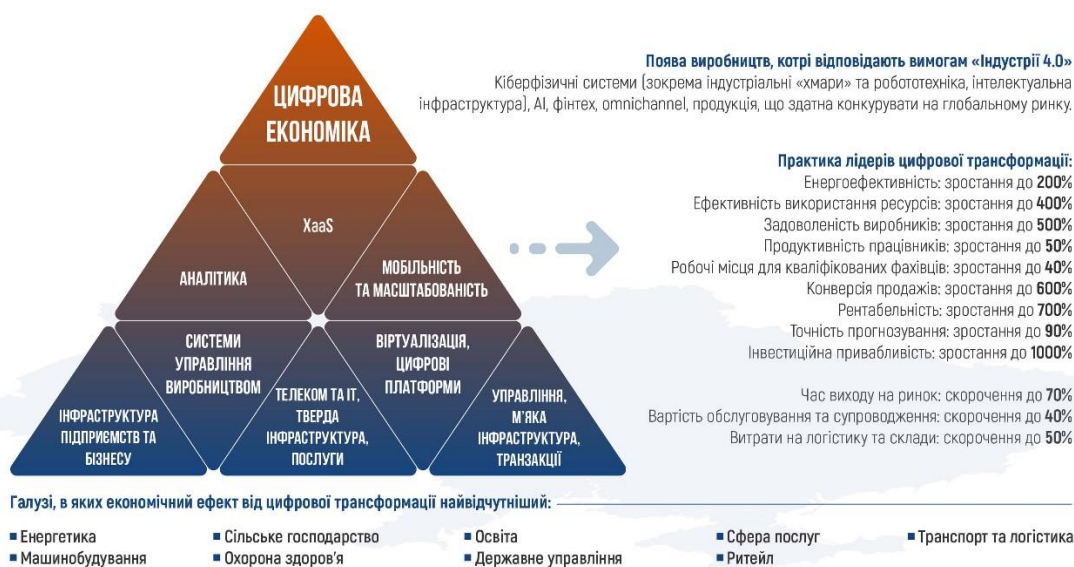 ЦИФРОВА
ЕКОНОМІКА
XaaS
АНАЛІТИКА
МОБІЛЬНІСТЬ
ТА МАСШТАБОВАНІСТЬ
СИСТЕМИ
УПРАВЛІННЯ
ВИРОБНИЦТВОМ
ВІРТУАЛІЗАЦІЯ,
ЦИФРОВІ
ПЛАТФОРМИ
ІНФРАСТРУКТУРА
ПІДПРИЄМСТВ ТА
БІЗНЕСУ
ТЕЛЕКОМ ТА ІТ,
ТВЕРДА
ІНФРАСТРУКТУРА,
ПОСЛУГИ
УПРАВЛІННЯ,
М'ЯКА
ІНФРАСТРУКТУРА,
ТРАНЗАКЦІЇ
Поява виробництв, котрі відповідають вимогам «Індустрії 4.0»
Кіберфізичні системи (зокрема індустріальні «хмари» та робототехніка, інтелектуальна
інфраструктура), AI, фінтех, omnichannel, продукція, що здатна конкурувати на глобальному ринку.
Практика лідерів цифрової трансформації:
Енергоефективність: зростання до 200%
Ефективність використання ресурсів: зростання до 400%
Задоволеність виробників: зростання до 500%
Продуктивність працівників: зростання до 50%
Робочі місця для кваліфікованих фахівців: зростання до 40%
Конверсія продажів: зростання до 600%
Рентабельність: зростання до 700%
Точність прогнозування: зростання до 90%
Інвестиційна привабливість: зростання до 1000%
Час виходу на ринок: скорочення до 70%
Вартість обслуговування та супроводження: скорочення до 40%
Витрати на логістику та склади: скорочення до 50%
Галузі, в яких економічний ефект від цифрової трансформації найвідчутніший:
▪ Енергетика
▪ Машинобудування
▪ Сільське господарство
▪ Охорона здоров'я
▪ Освіта
▪ Державне управління
▪ Сфера послуг
▪ Ритейл
▪ Транспорт та логістика